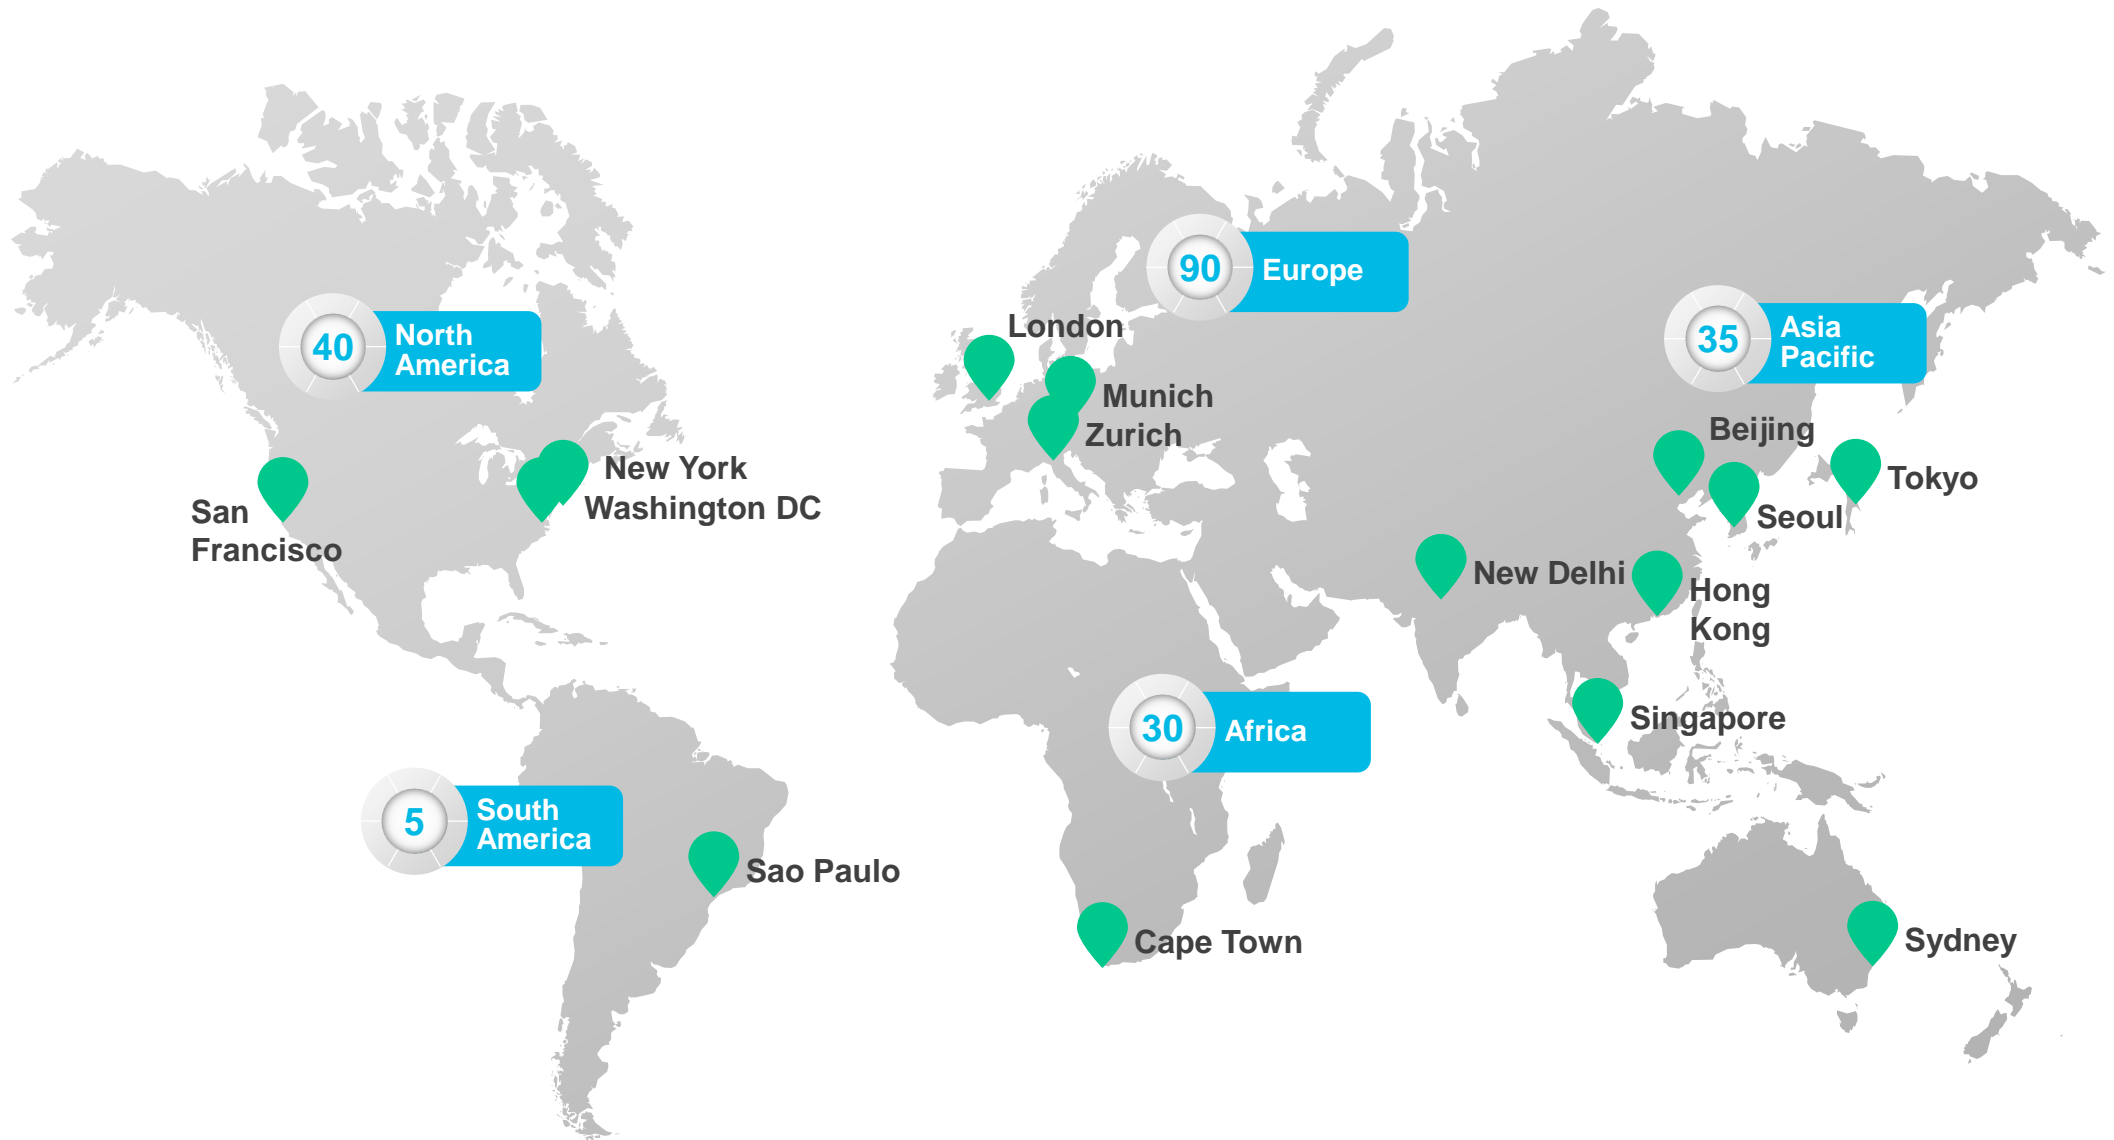 90
Europe
London
40
North
America
35
Asia
Pacific
Munich
Zurich
Beijing
New York
Washington DC
Tokyo
San
Francisco
Seoul
New Delhi
Hong
Kong
Singapore
30
Africa
5
South
America
Sao Paulo
Cape Town
Sydney